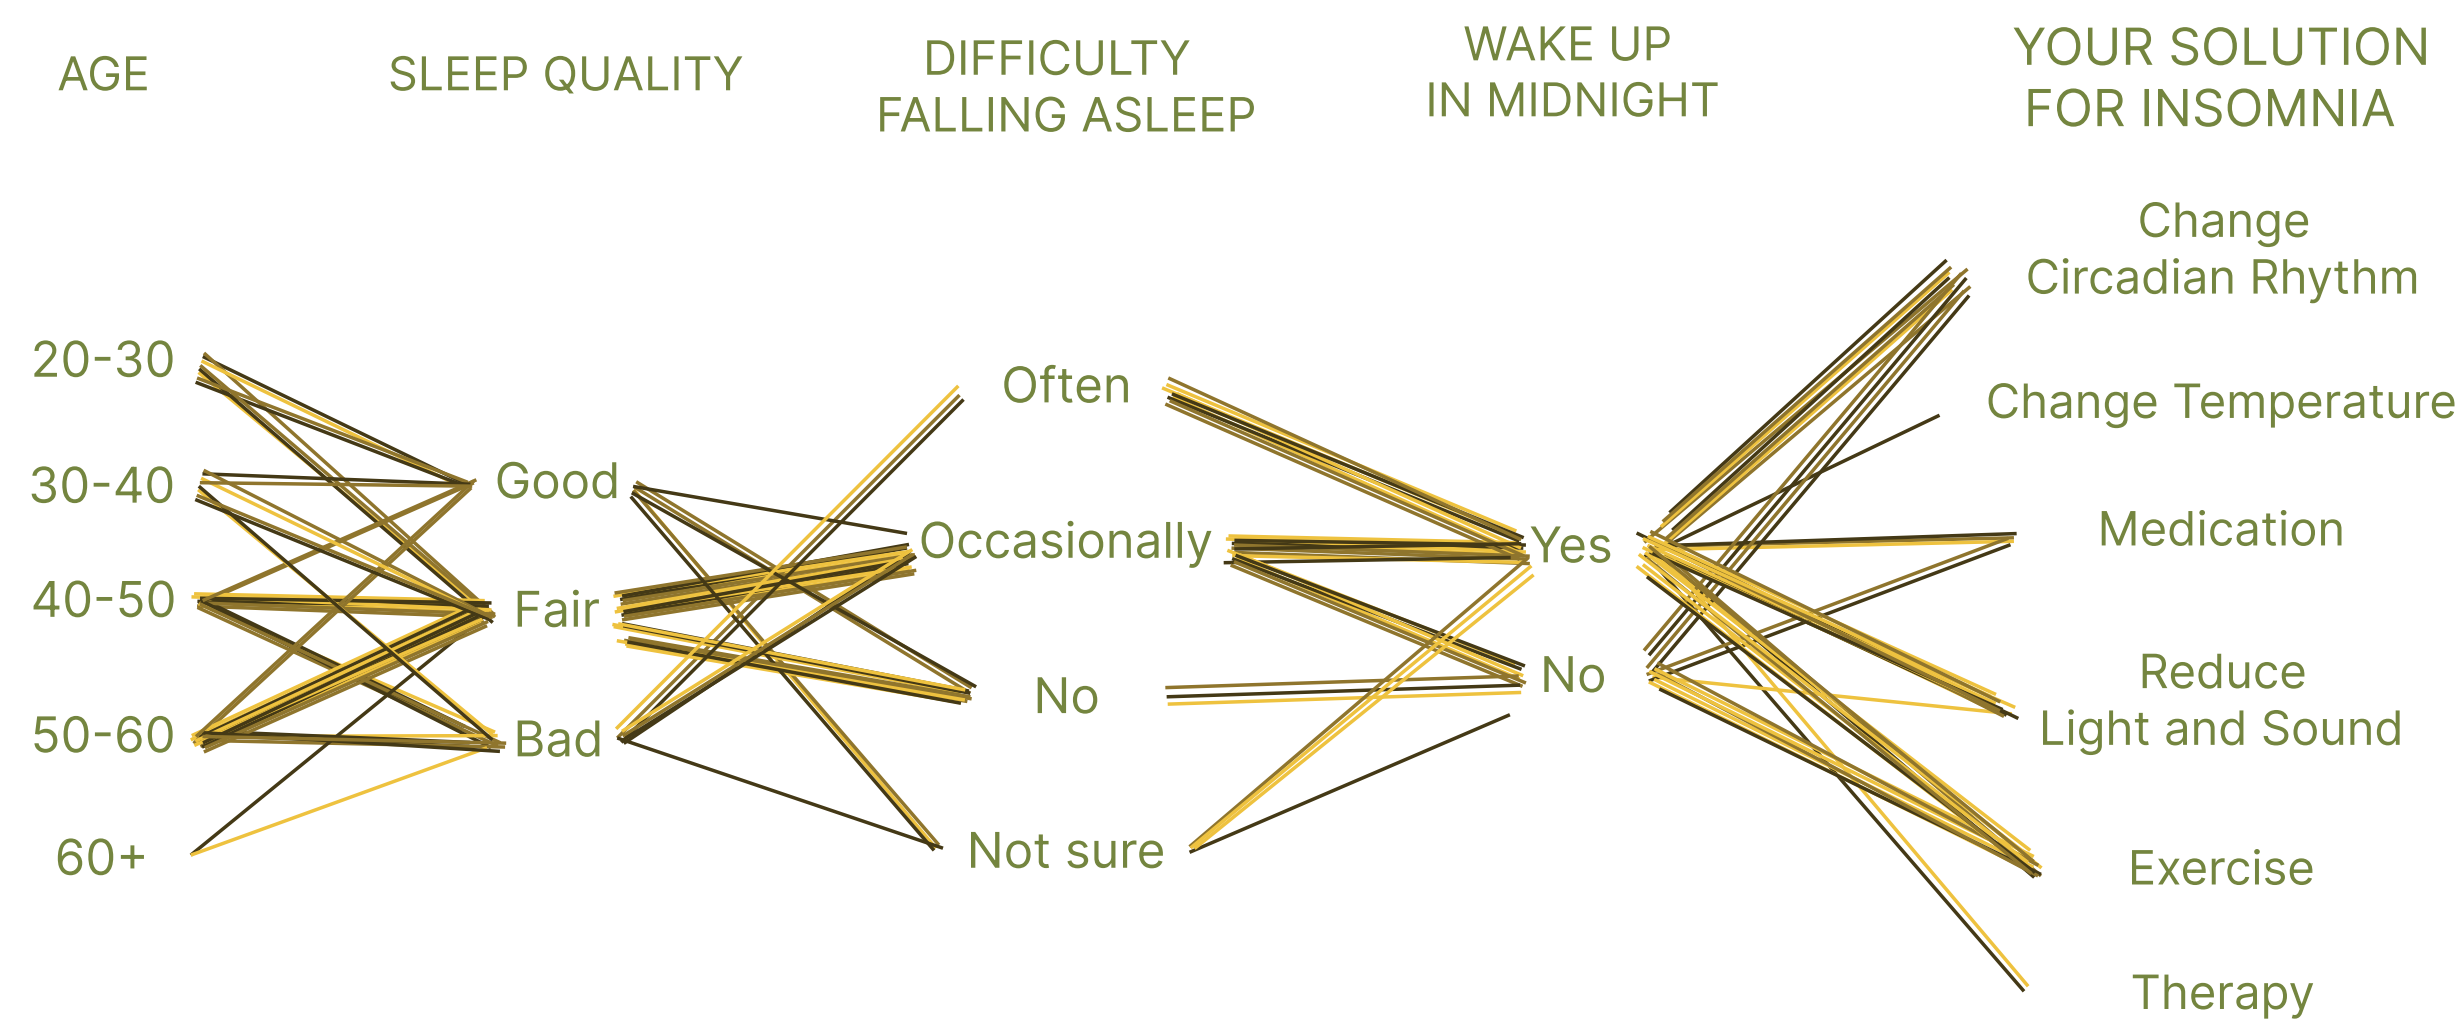 AGE
SLEEP QUALITY
DIFFICULTY
FALLING ASLEEP
WAKE UP
IN MIDNIGHT
YOUR SOLUTION
FOR INSOMNIA
20-30
30-40
40-50
50-60
60+
Good
Fair
Bad
Often
Occasionally
No
Not sure
Yes
No
Change
Circadian Rhythm
Change Temperature
Medication
Reduce
Light and Sound
Exercise
Therapy